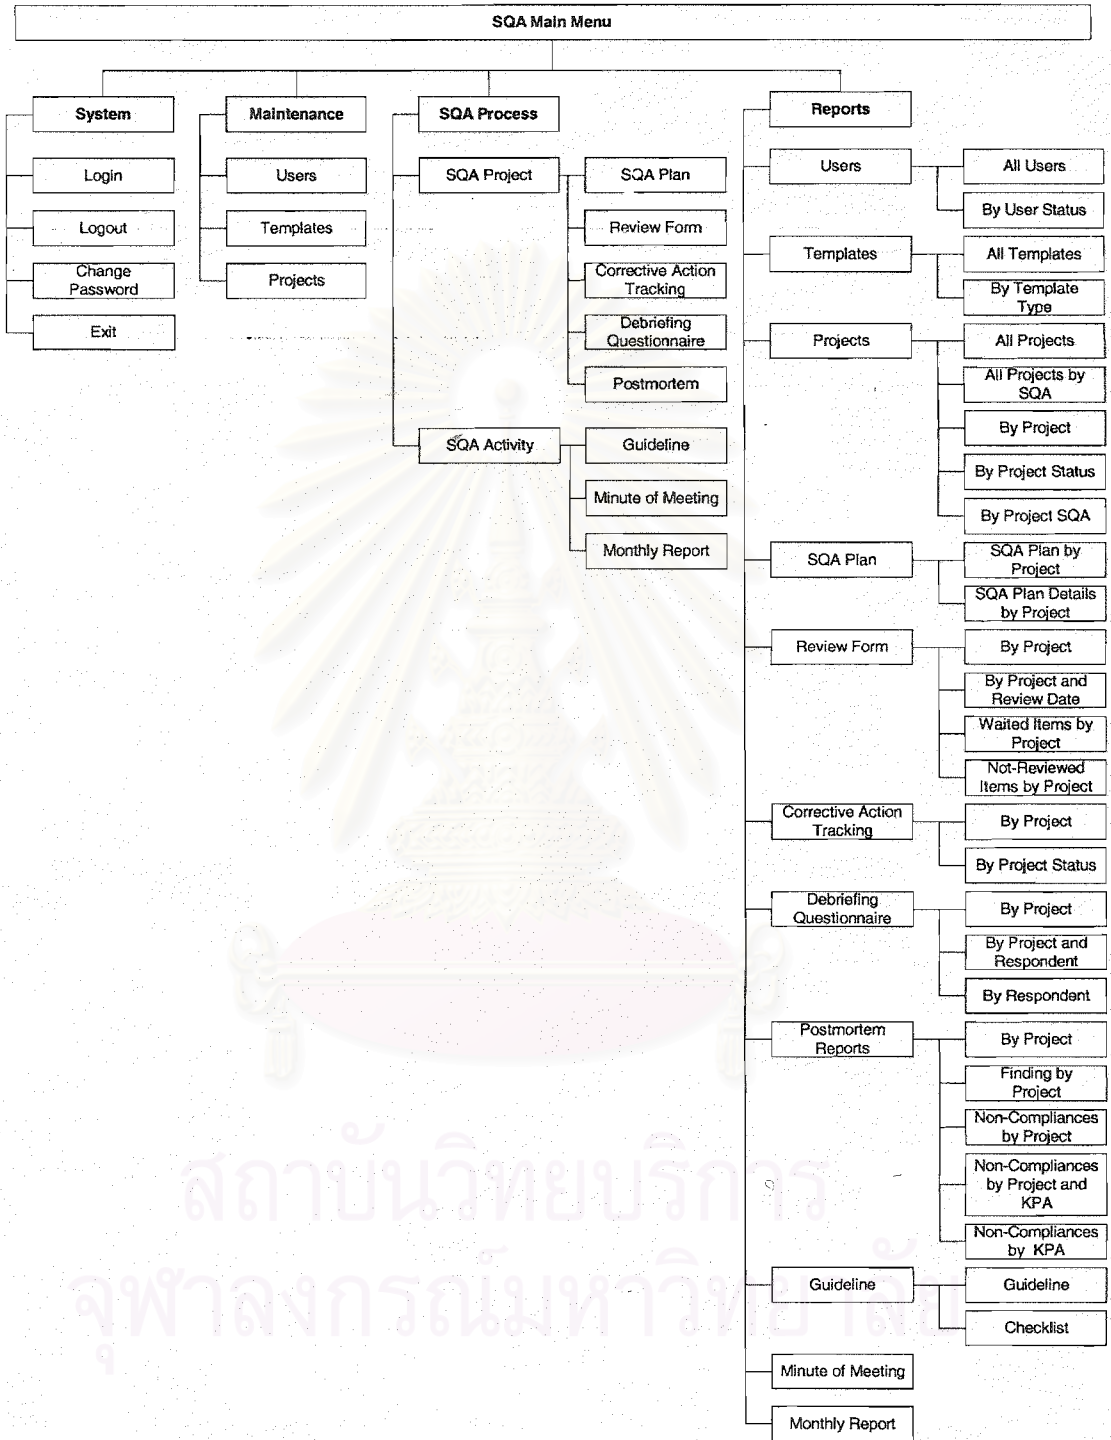 SQA Main Menu
System
Login
Logout
Change
Password
Exit
Maintenance
Users
Templates
Projects
SQA Process
SQA Project
SQA Plan
Review Form
Corrective Action
Tracking
Debriefing
Questionnaire
Postmortem
SQA Activity
Guideline
Minute of Meeting
Monthly Report
Reports
Users
All Users
By User Status
Templates
All Templates
By Template
Type
Projects
All Projects
All Projects by
SQA
By Project
By Project Status
By Project SQA
SQA Plan
SQA Plan by
Project
SQA Plan Details
by Project
Review Form
By Project
By Project and
Review Date
Waited Items by
Project
Not-Reviewed
Items by Project
Corrective Action
Tracking
By Project
By Project Status
Debriefing
Questionnaire
By Project
By Project and
Respondent
By Respondent
Postmortem
Reports
By Project
Finding by
Project
Non-Compliances
by Project
Non-Compliances
by Project and
KPA
Non-Compliances
by KPA
Guideline
Guideline
Checklist
Minute of Meeting
Monthly Report
สถาบันวิทยบริการ
จุฬาลงกรณ์มหาวิทยาลัย